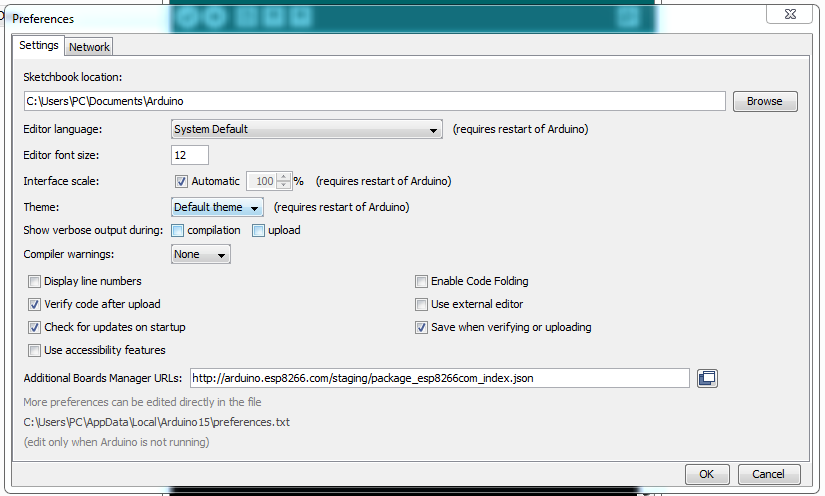 Preferences
Settings Network
Sketchbook location:
C:\Users\PC\Documents\Arduino Browse
Editor language: System Default (requires restart of Arduino)
Editor font size: 12
Interface scale: Automatic 100 % (requires restart of Arduino)
Theme: Default theme (requires restart of Arduino)
Show verbose output during: compilation upload
Compiler warnings: None
Display line numbers Enable Code Folding
Verify code after upload Use external editor
Check for updates on startup Save when verifying or uploading
Use accessibility features
Additional Boards Manager URLs: http://arduino.esp8266.com/staging/package_esp8266com_index.json
More preferences can be edited directly in the file
C:\Users\PC\AppData\Local\Arduino15\preferences.txt
(edit only when Arduino is not running)
OK Cancel